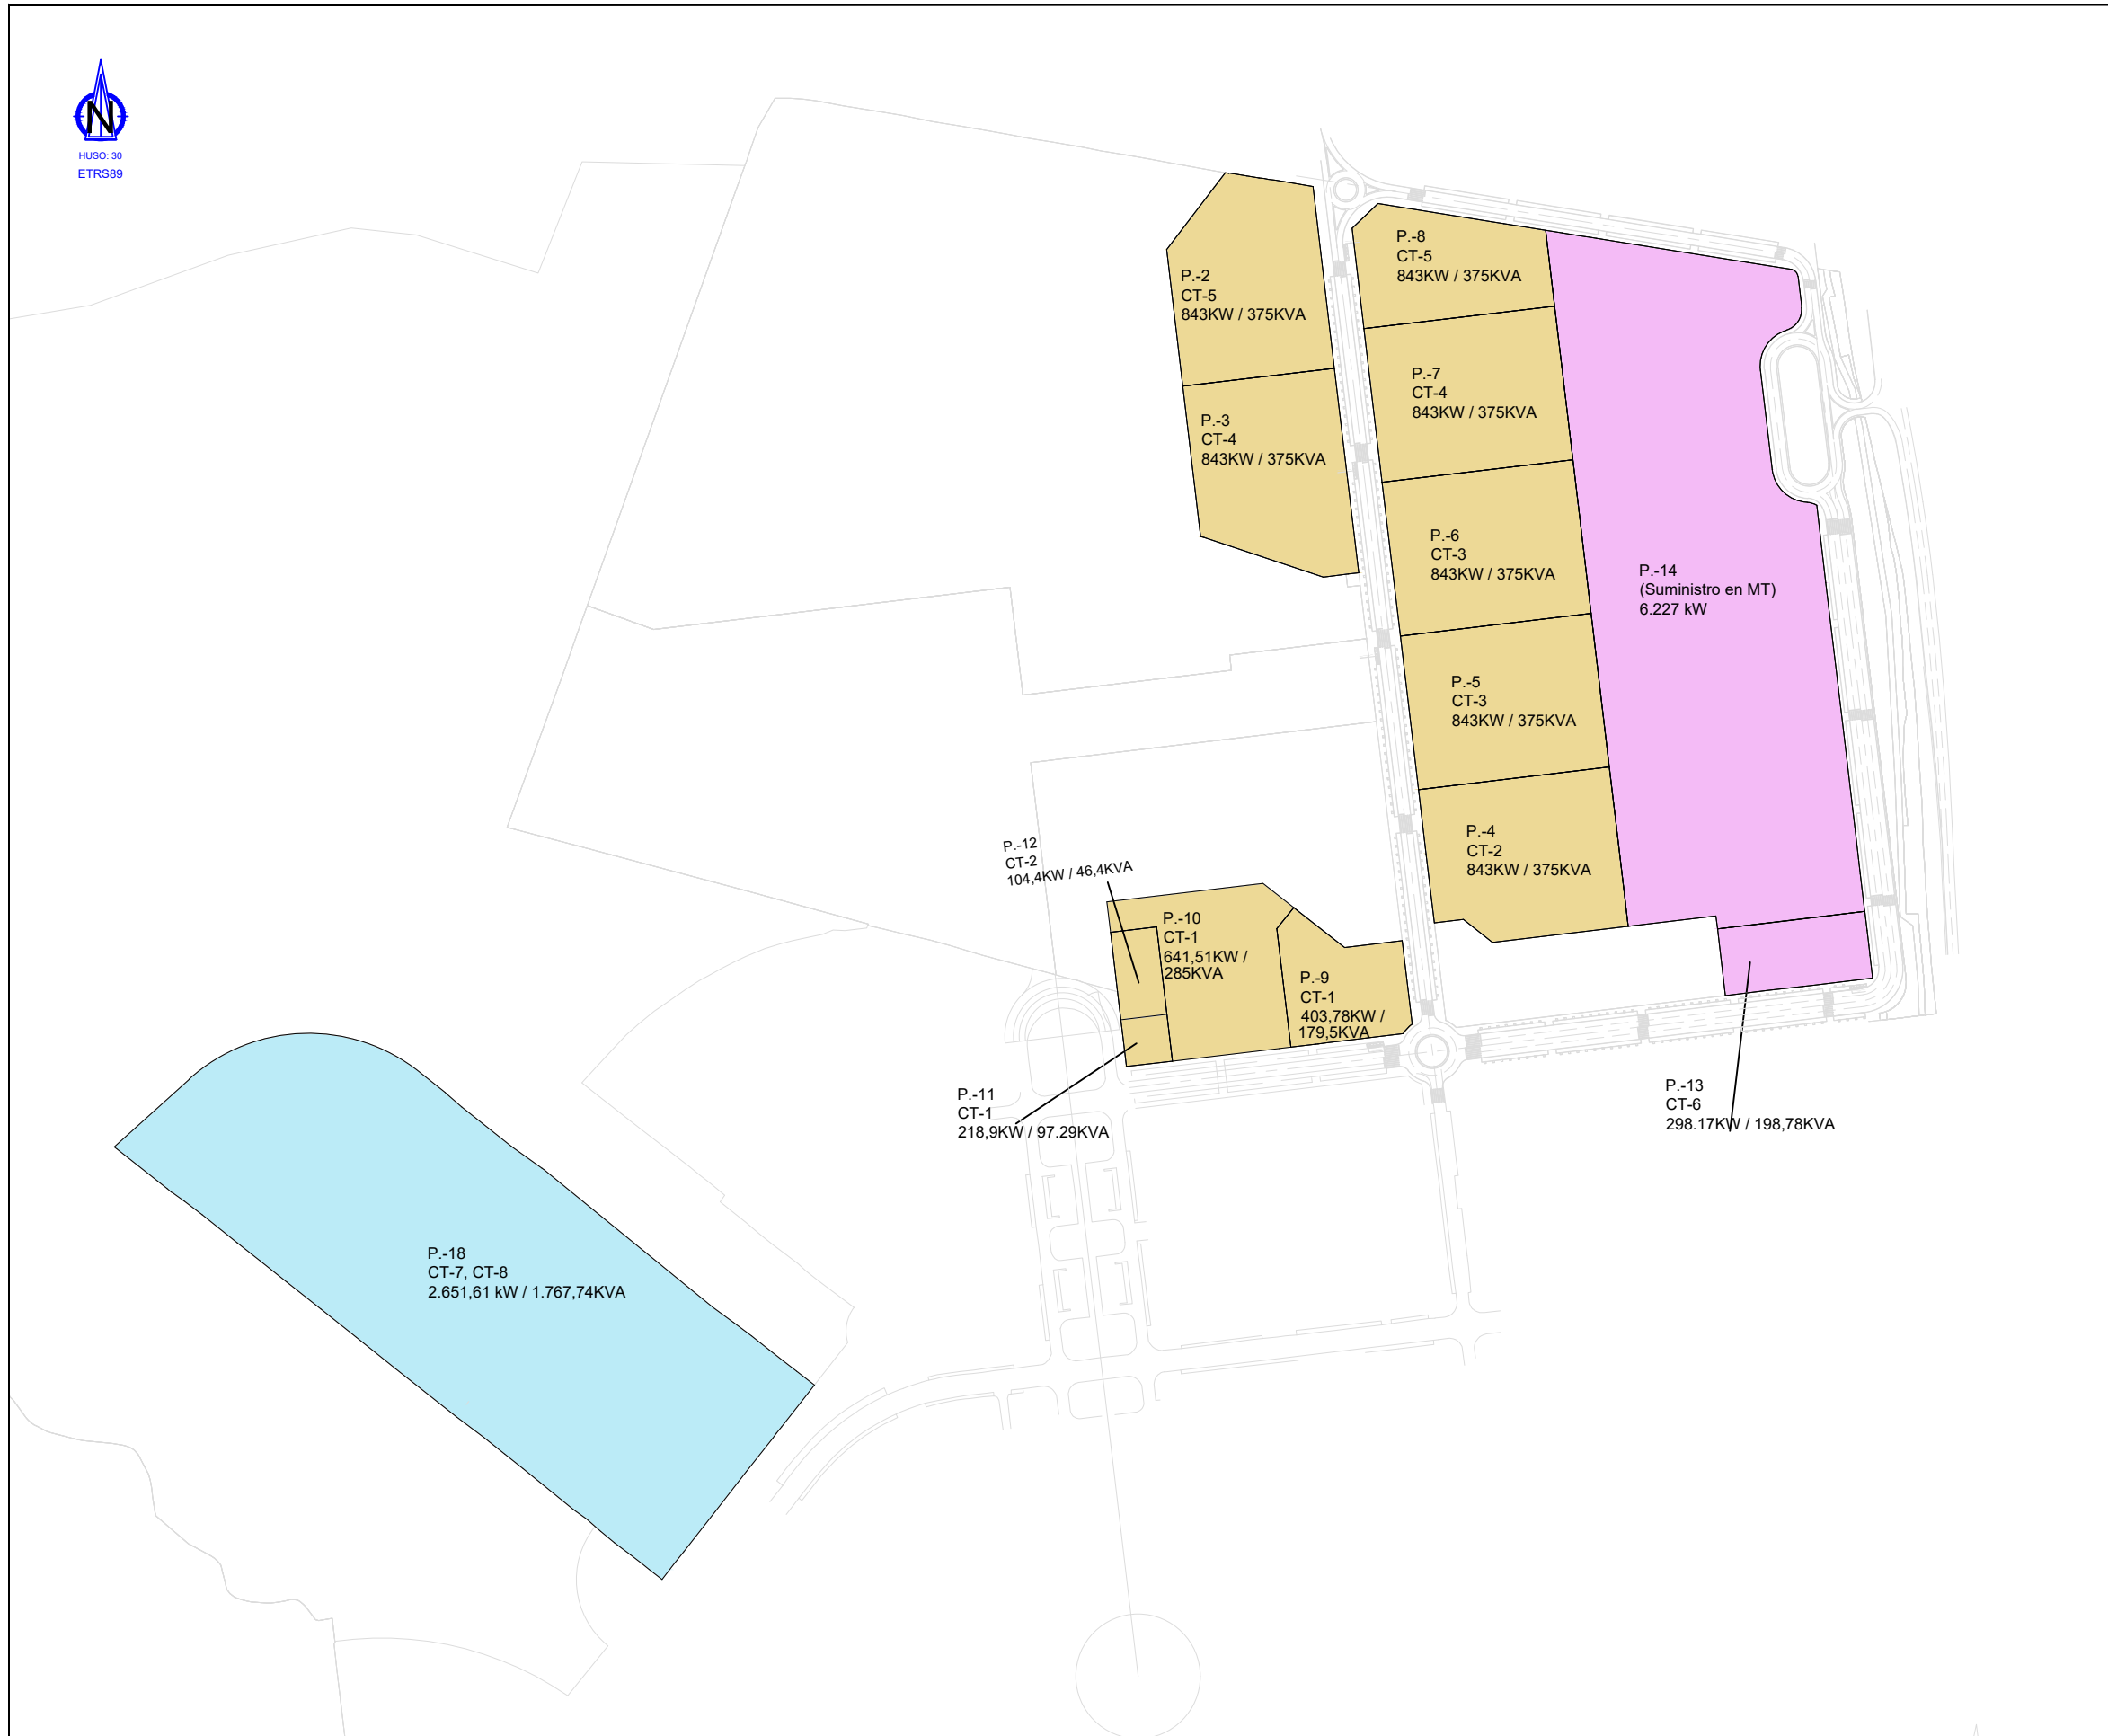 N
HUSO: 30
ETRS89
P.-2
CT-5
843KW / 375KVA
P.-8
CT-5
843KW / 375KVA
P.-3
CT-4
843KW / 375KVA
P.-7
CT-4
843KW / 375KVA
P.-6
CT-3
843KW / 375KVA
P.-14
(Suministro en MT)
6.227 kW
P.-5
CT-3
843KW / 375KVA
P.-4
CT-2
843KW / 375KVA
P.-12
CT-2
104,4KW / 46,4KVA
P.-10
CT-1
641,51KW /
285KVA
P.-9
CT-1
403,78KW /
179,5KVA
P.-11
CT-1
218,9KW / 97.29KVA
P.-13
CT-6
298.17KW / 198,78KVA
P.-18
CT-7, CT-8
2.651,61 kW / 1.767,74KVA